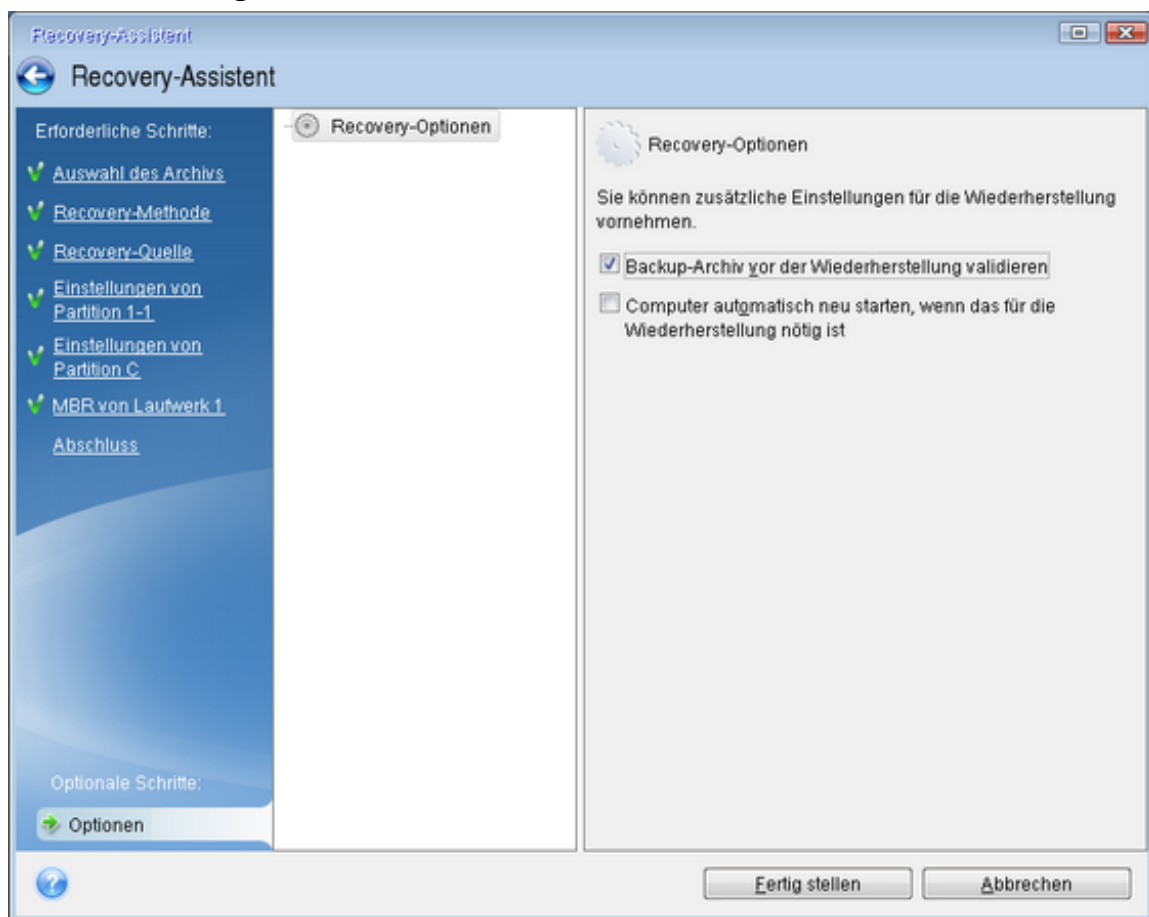 Recovery-Assistent
Recovery-Assistent
Erforderliche Schritte:
Auswahl des Archivs
Recovery-Methode
Recovery-Quelle
Einstellungen von
Partition 1-1
Einstellungen von
Partition C
MBR von Laufwerk 1
Abschluss
Optionale Schritte:
Optionen
Recovery-Optionen
Recovery-Optionen
Sie können zusätzliche Einstellungen für die Wiederherstellung
vornehmen.
Backup-Archiv vor der Wiederherstellung validieren
Computer automatisch neu starten, wenn das für die
Wiederherstellung nötig ist
Fertig stellen
Abbrechen